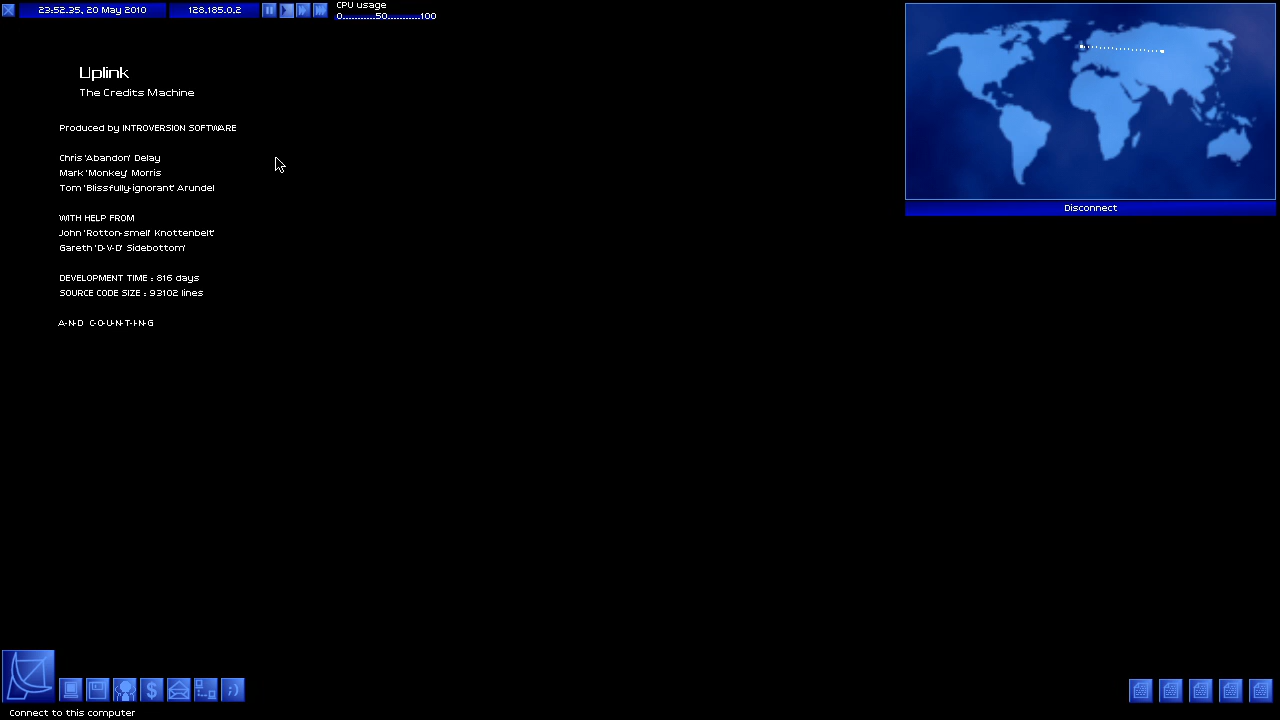 23:52.35, 20 May 2010
128.185.0.2
CPU usage
0...........50...........100
Uplink
The Credits Machine
Produced by INTROVERSION SOFTWARE
Chris 'Abandon' Delay
Mark 'Monkey' Morris
Tom 'Blissfully-ignorant' Arundel
WITH HELP FROM
John 'Rotton-smell' Knottenbelt'
Gareth 'D-V-D' Sidebottom'
DEVELOPMENT TIME : 816 days
SOURCE CODE SIZE : 93102 lines
A-N-D  C-O-U-N-T-I-N-G
Disconnect
Connect to this computer